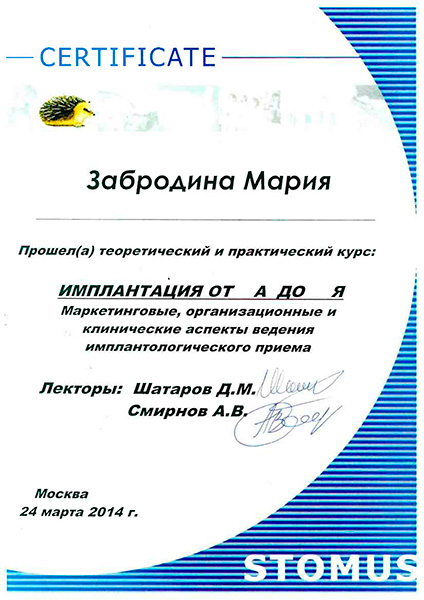 CERTIFICATE
Забродина Мария
Прошел(а) теоретический и практический курс:
ИМПЛАНТАЦИЯ ОТ А ДО Я
Маркетинговые, организационные и
клинические аспекты ведения
имплантологического приема
Лекторы: Шатаров Д.М.
Смирнов А.В.
Москва
24 марта 2014 г.
STOMUS